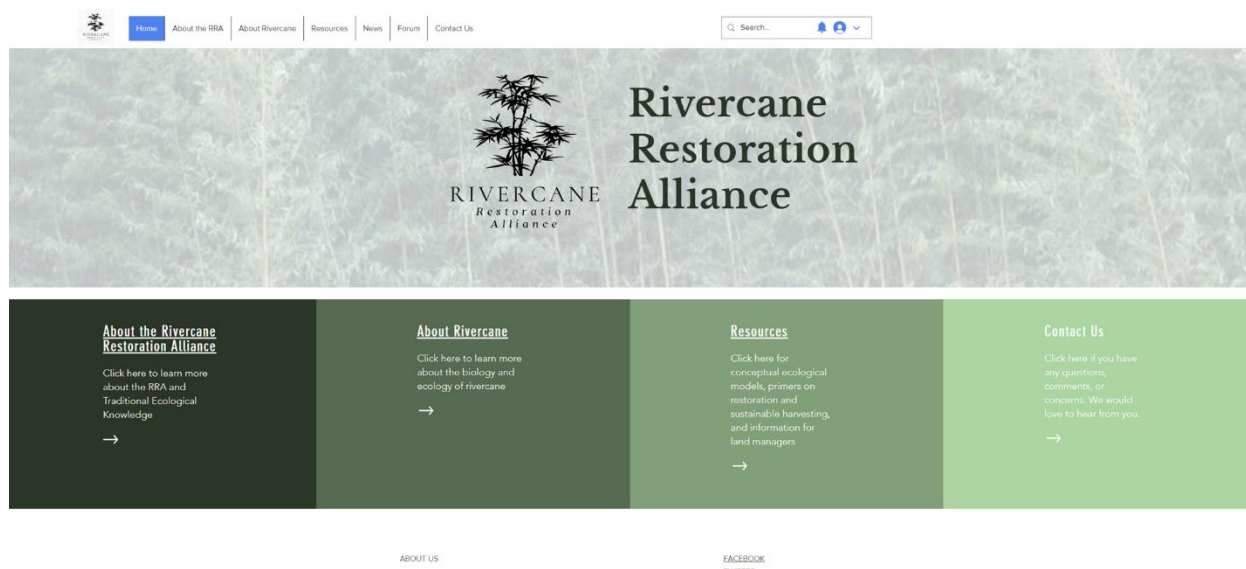 RIVERCANE
Home
About the RRA
About Rivercane
Resources
News
Forum
Contact Us
Search...
RIVERCANE
Restoration
Alliance
Rivercane
Restoration
Alliance
About the Rivercane
Restoration Alliance
Click here to learn more
about the RRA and
Traditional Ecological
Knowledge
About Rivercane
Click here to learn more
about the biology and
ecology of rivercane
Resources
Click here for
conceptual ecological
models, primers on
restoration and
sustainable harvesting,
and information for
land managers
Contact Us
Click here if you have
any questions,
comments, or
concerns. We would
love to hear from you.
ABOUT US
FACEBOOK